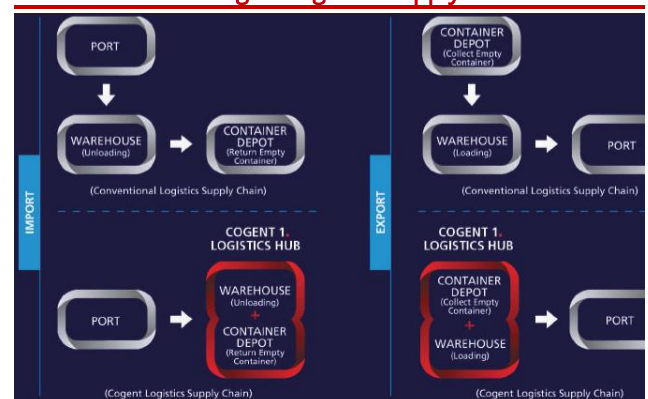 PORT
WAREHOUSE
(Unloading)
CONTAINER
DEPOT
(Return Empty
Container)
(Conventional Logistics Supply Chain)
IMPORT
COGENT 1.
LOGISTICS HUB
PORT
WAREHOUSE
(Unloading)
+
CONTAINER
DEPOT
(Return Empty
Container)
(Cogent Logistics Supply Chain)
CONTAINER
DEPOT
(Collect Empty
Container)
WAREHOUSE
(Loading)
PORT
(Conventional Logistics Supply Chain)
EXPORT
COGENT 1.
LOGISTICS HUB
CONTAINER
DEPOT
(Collect Empty
Container)
+
WAREHOUSE
(Loading)
PORT
(Cogent Logistics Supply Chain)